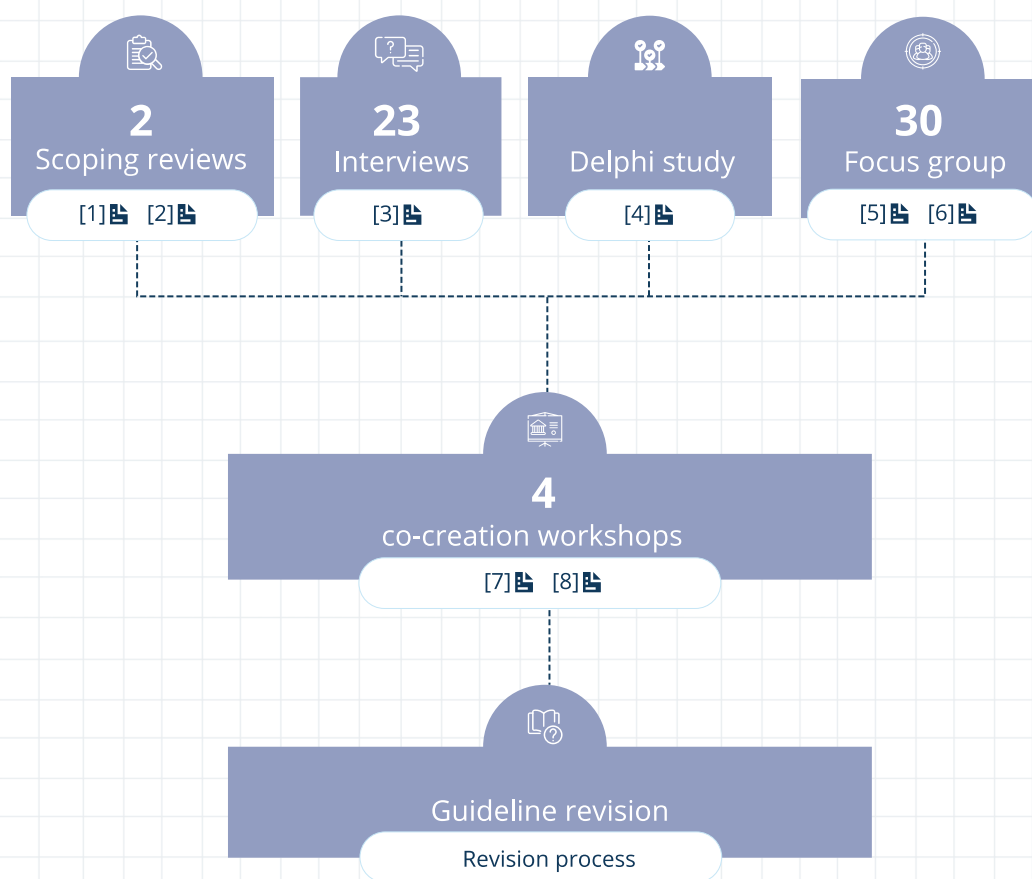 2
Scoping reviews
[1] [2]
23
Interviews
[3]
Delphi study
[4]
30
Focus group
[5] [6]
4
co-creation workshops
[7] [8]
Guideline revision
Revision process